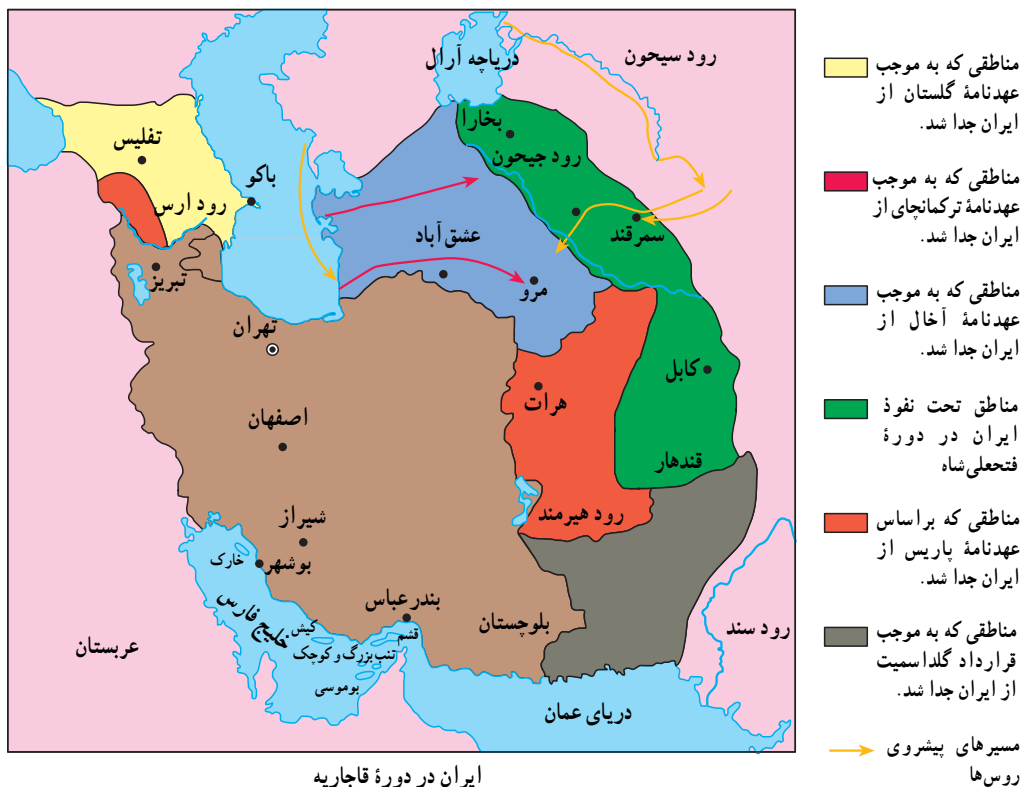 دریاچه آرال
رود سیحون
بخارا
رود جیحون
تفلیس
باکو
رود ارس
سمرقند
عشق‌آباد
مرو
تبریز
تهران
کابل
هرات
اصفهان
قندهار
رود هیرمند
شیراز
خارک
بوشهر
بندرعباس
بلوچستان
خلیج فارس
کیش
قشم
تنب بزرگ و کوچک
بوموسی
عربستان
رود سند
دریای عمان
مناطقی که به موجب
عهدنامهٔ گلستان از
ایران جدا شد.
مناطقی که به موجب
عهدنامهٔ ترکمانچای از
ایران جدا شد.
مناطقی که به موجب
عهدنامهٔ آخال از
ایران جدا شد.
مناطق تحت نفوذ
ایران در دورهٔ
فتحعلی‌شاه
مناطقی که براساس
عهدنامهٔ پاریس از
ایران جدا شد.
مناطقی که به موجب
قرارداد گلداسمیت
از ایران جدا شد.
مسیرهای پیشروی
روس‌ها
ایران در دورهٔ قاجاریه